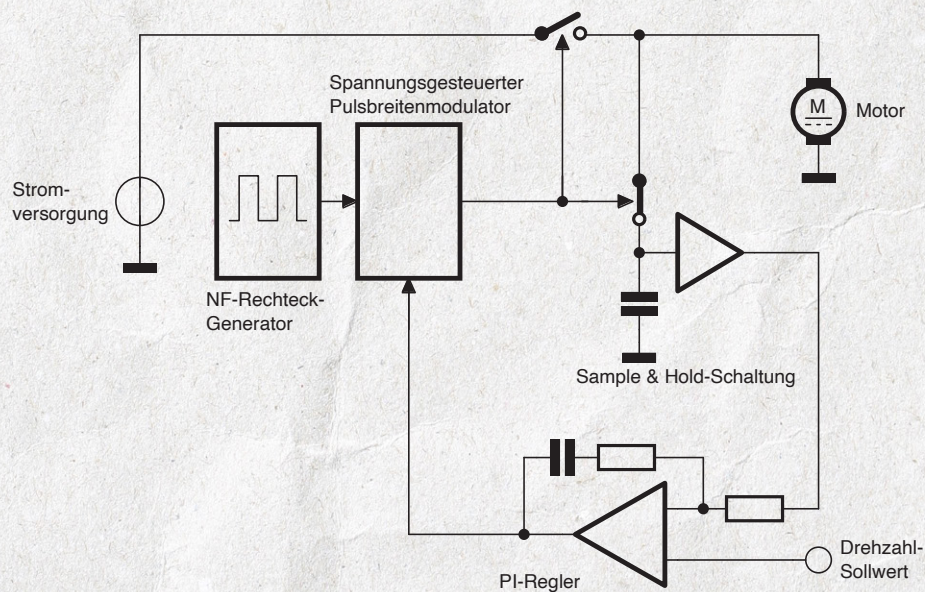 Spannungsgesteuerter
Pulsbreitenmodulator
M
Motor
Strom-
versorgung
NF-Rechteck-
Generator
Sample & Hold-Schaltung
Drehzahl-
Sollwert
PI-Regler